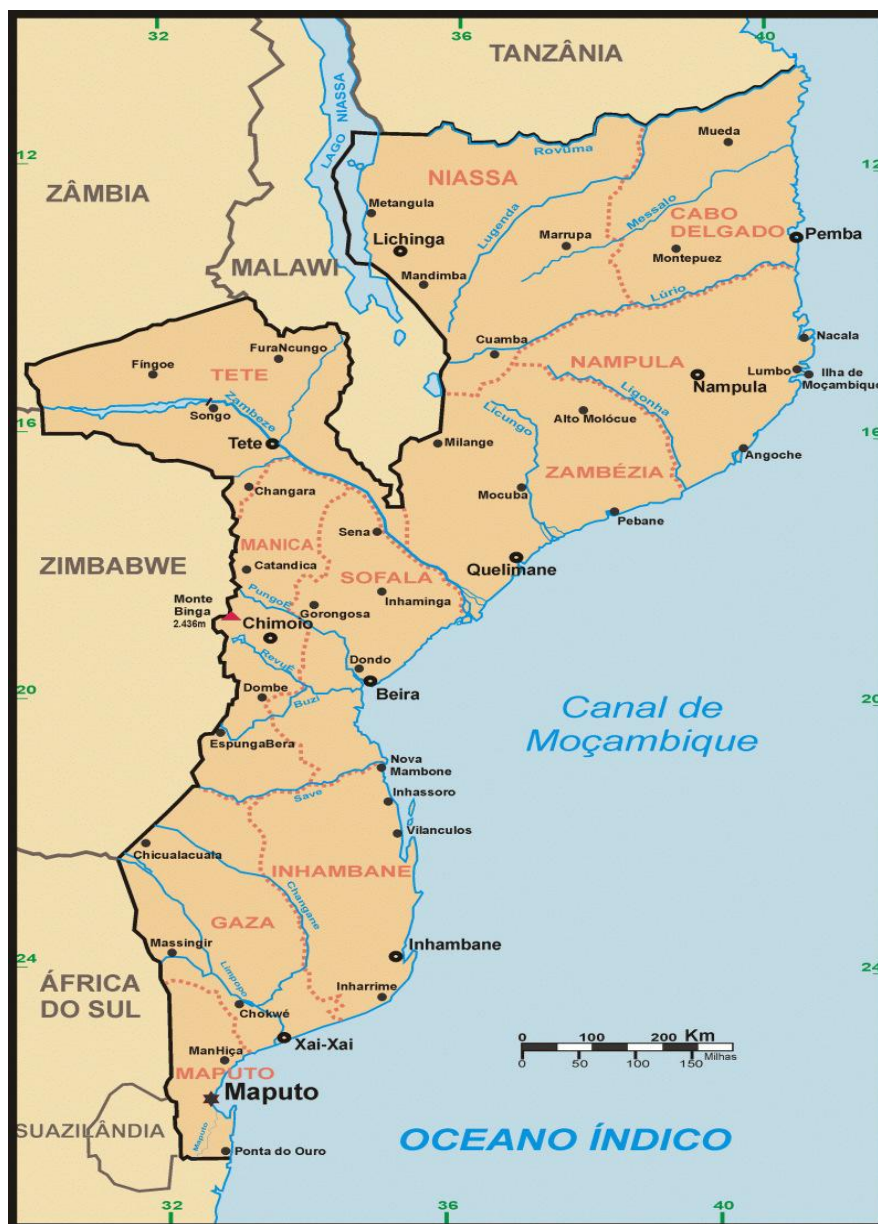 32
36
40
TANZÂNIA
LAGO NIASSA
12
12
Rovuma
Mueda
NIASSA
ZÂMBIA
Metangula
Lugenda
Messalo
CABO
DELGADO
Pemba
Lichinga
Marrupa
Montepuez
MALAWI
Mandimba
Lúrio
Cuamba
Nacala
FuraNcungo
NAMPULA
Fíngoe
TETE
Nampula
Lumbo
Ilha de
Moçambique
Ligonha
Licungo
Alto Molócue
Songo
Zambeze
16
16
Tete
Milange
Angoche
ZAMBÉZIA
Changara
Mocuba
Pebane
Sena
MANICA
ZIMBABWE
Catandica
SOFALA
Quelimane
Pungoé
Inhaminga
Monte
Binga
2.436m
Gorongosa
Chimoio
Revué
Dondo
Dombe
Beira
20
20
Buzi
Canal de
Moçambique
EspungaBera
Nova
Mambone
Save
Inhassoro
Vilanculos
Chicualacuala
INHAMBANE
Changane
GAZA
Massingir
Inhambane
24
24
ÁFRICA
DO SUL
Limpopo
Inharrime
Chokwé
Xai-Xai
0 100 200 Km
0 50 100 150 Milhas
ManHiça
MAPUTO
Maputo
SUAZILÂNDIA
Maputo
OCEANO ÍNDICO
Ponta do Ouro
32
36
40